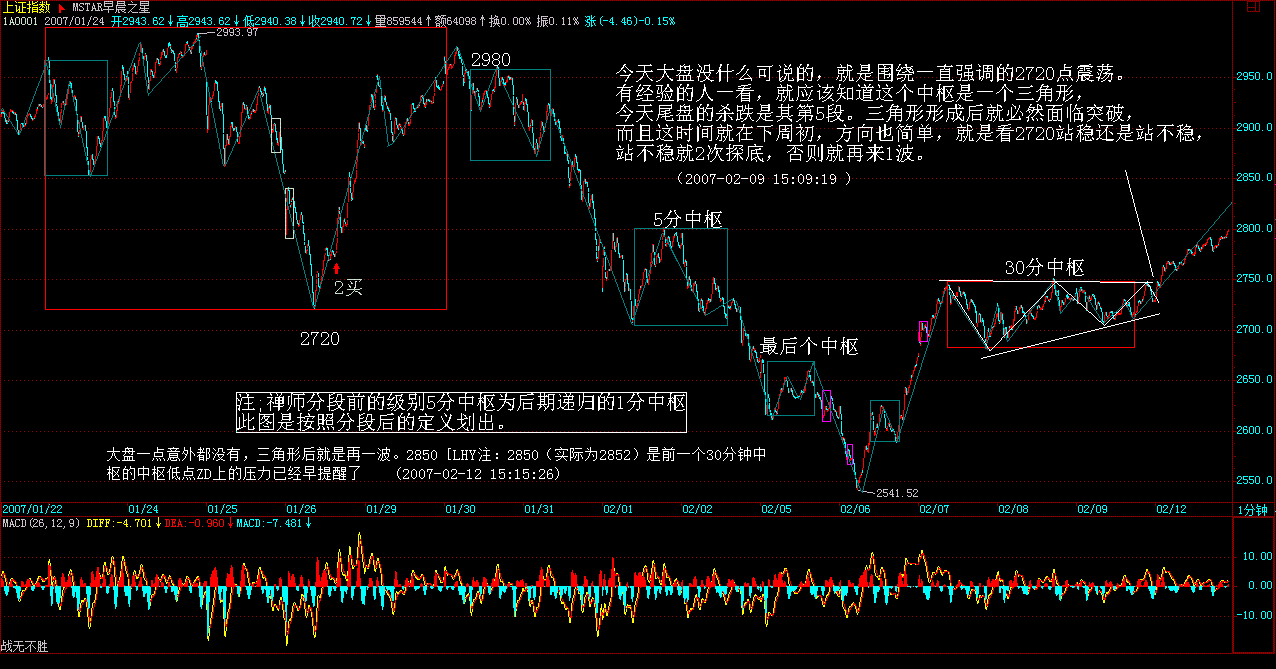 上证指数 MSTAR早晨之星
1A0001 2007/01/24 开2943.62↓高2943.62↓低2940.38↓收2940.72↓量859544↑额64098↑换0.00% 振0.11% 涨(-4.46)-0.15%
2993.97
2980
今天大盘没什么可说的，就是围绕一直强调的2720点震荡。
有经验的人一看，就应该知道这个中枢是一个三角形，
今天尾盘的杀跌是其第5段。三角形形成后就必然面临突破，
而且这时间就在下周初，方向也简单，就是看2720站稳还是站不稳，
站不稳就2次探底，否则就再来1波。
（2007-02-09 15:09:19 ）
5分中枢
30分中枢
2买
2720
最后个中枢
注;禅师分段前的级别5分中枢为后期递归的1分中枢
此图是按照分段后的定义划出。
大盘一点意外都没有，三角形后就是再一波。2850 [LHY注：2850（实际为2852）是前一个30分钟中
枢的中枢低点ZD上的压力已经早提醒了 （2007-02-12 15:15:26）
2541.52
2950.0
2900.0
2850.0
2800.0
2750.0
2700.0
2650.0
2600.0
2550.0
2007/01/22 01/24 01/25 01/26 01/29 01/30 01/31 02/01 02/02 02/05 02/06 02/07 02/08 02/09 02/12 1分钟
MACD(26,12,9) DIFF:-4.701↓DEA:-0.960↓MACD:-7.481↓
10.00
0.00
-10.00
战无不胜